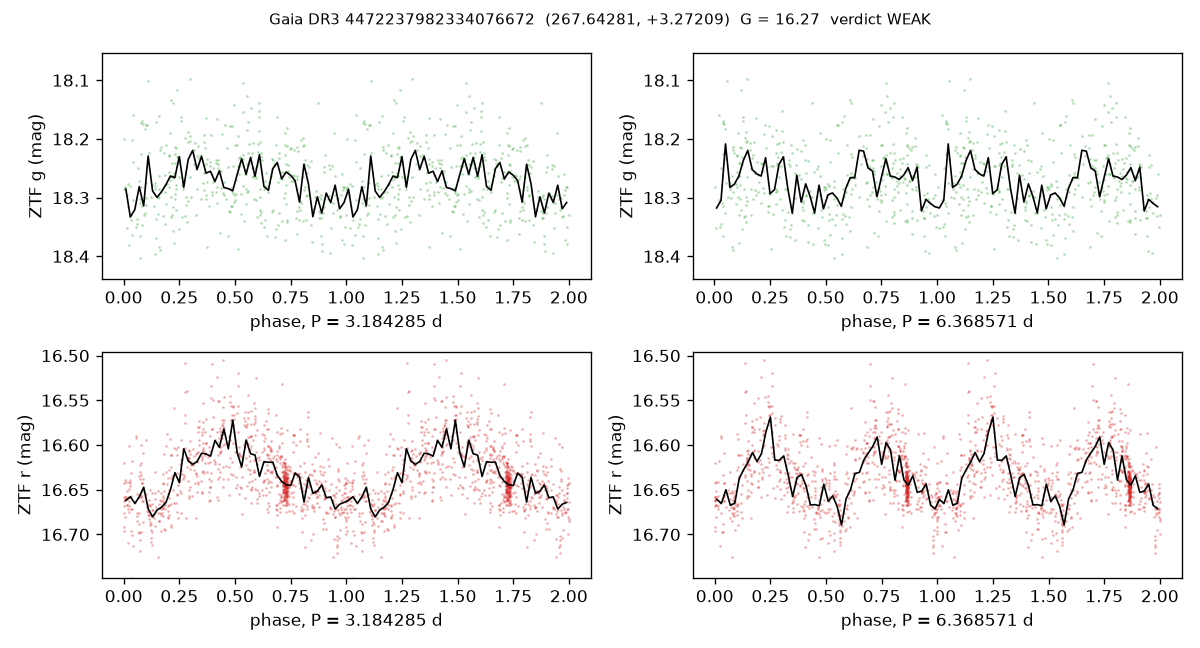 Gaia DR3 4472237982334076672 (267.64281, +3.27209) G = 16.27 verdict WEAK
ZTF g (mag)
18.1
18.2
18.3
18.4
0.00 0.25 0.50 0.75 1.00 1.25 1.50 1.75 2.00
phase, P = 3.184285 d
ZTF g (mag)
18.1
18.2
18.3
18.4
0.00 0.25 0.50 0.75 1.00 1.25 1.50 1.75 2.00
phase, P = 6.368571 d
ZTF r (mag)
16.50
16.55
16.60
16.65
16.70
0.00 0.25 0.50 0.75 1.00 1.25 1.50 1.75 2.00
phase, P = 3.184285 d
ZTF r (mag)
16.50
16.55
16.60
16.65
16.70
0.00 0.25 0.50 0.75 1.00 1.25 1.50 1.75 2.00
phase, P = 6.368571 d